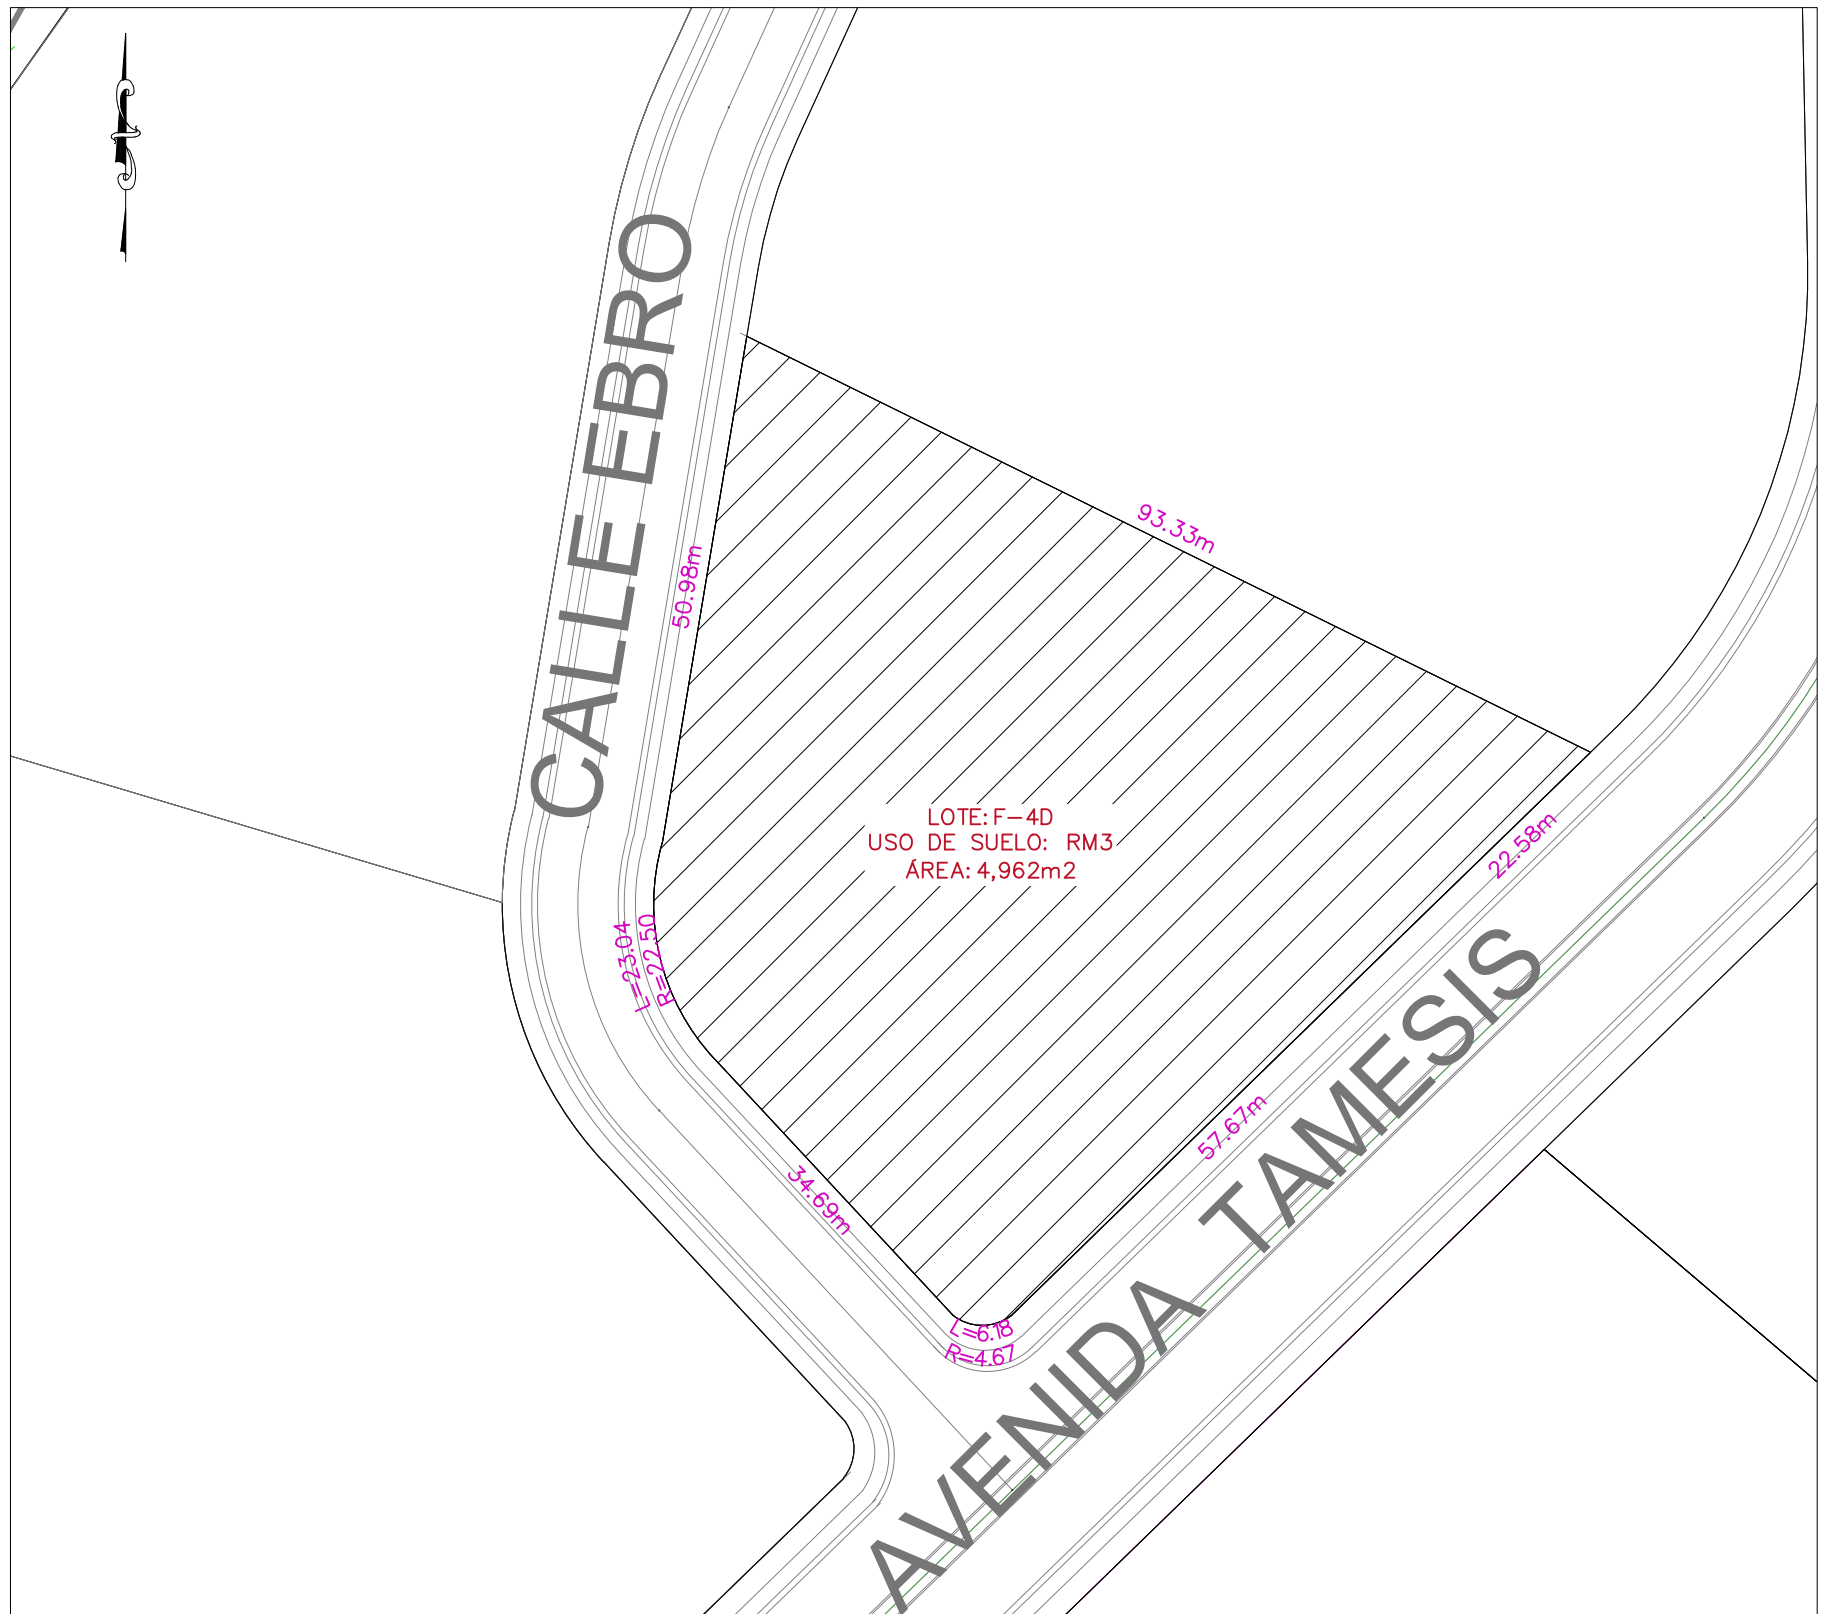 CALLE EBRO
93.33m
50.98m
LOTE: F-4D
USO DE SUELO: RM3
ÁREA: 4,962m2
22.58m
L=23.04
R=22.50
57.67m
34.69m
L=6.18
R=4.67
AVENIDA TAMESIS